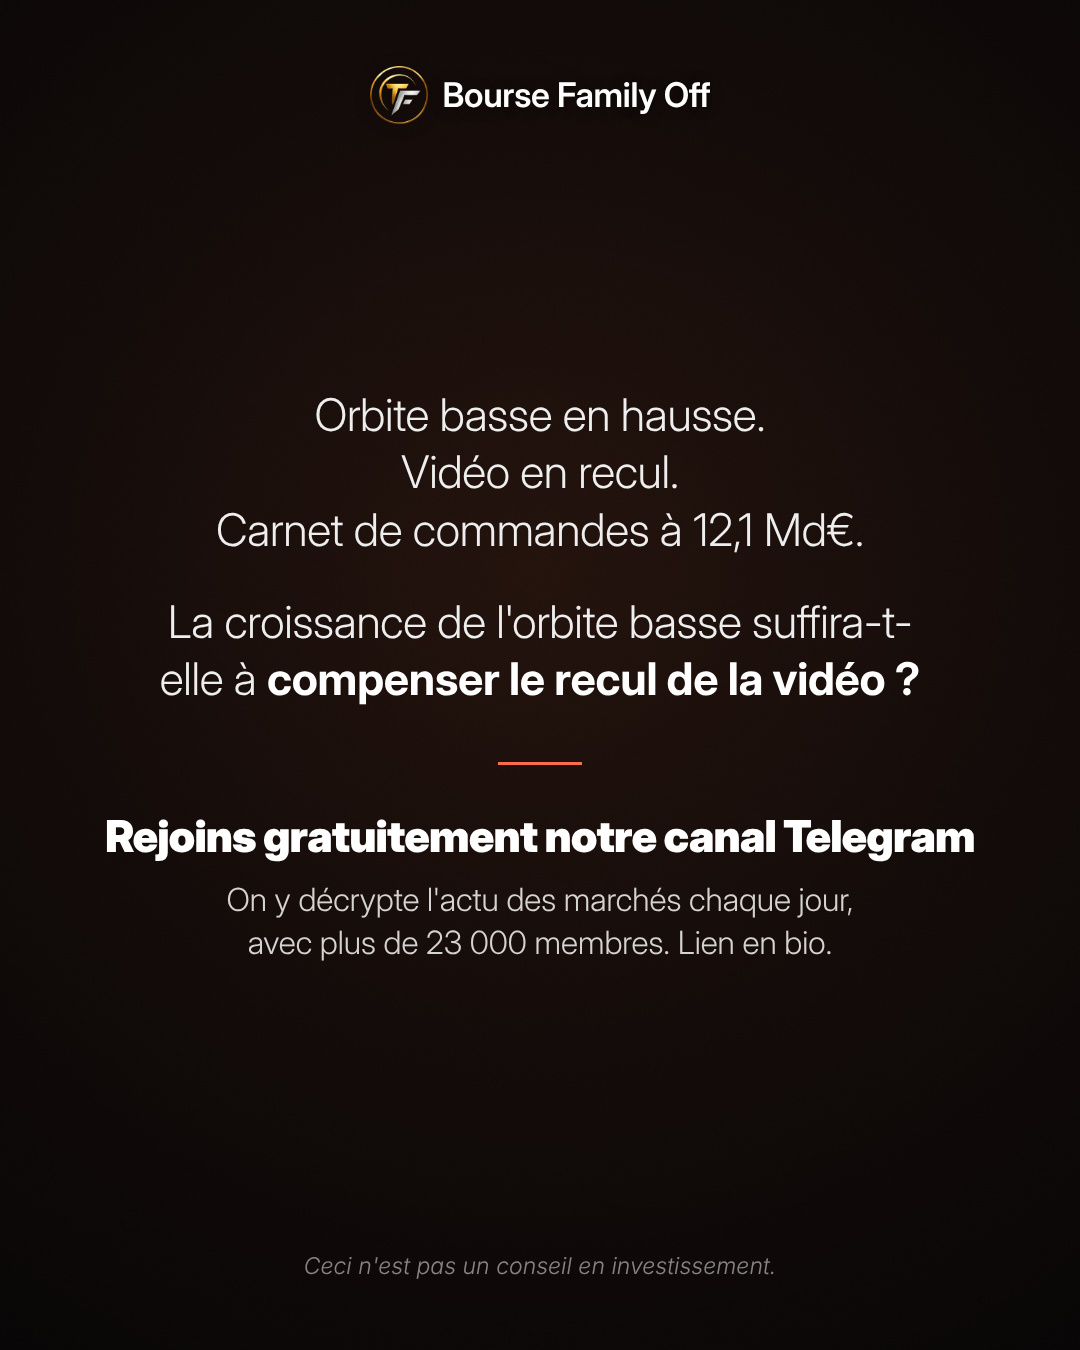 TF Bourse Family Off
Orbite basse en hausse.
Vidéo en recul.
Carnet de commandes à 12,1 Md€.
La croissance de l'orbite basse suffira-t-
elle à compenser le recul de la vidéo ?
Rejoins gratuitement notre canal Telegram
On y décrypte l'actu des marchés chaque jour,
avec plus de 23 000 membres. Lien en bio.
Ceci n'est pas un conseil en investissement.